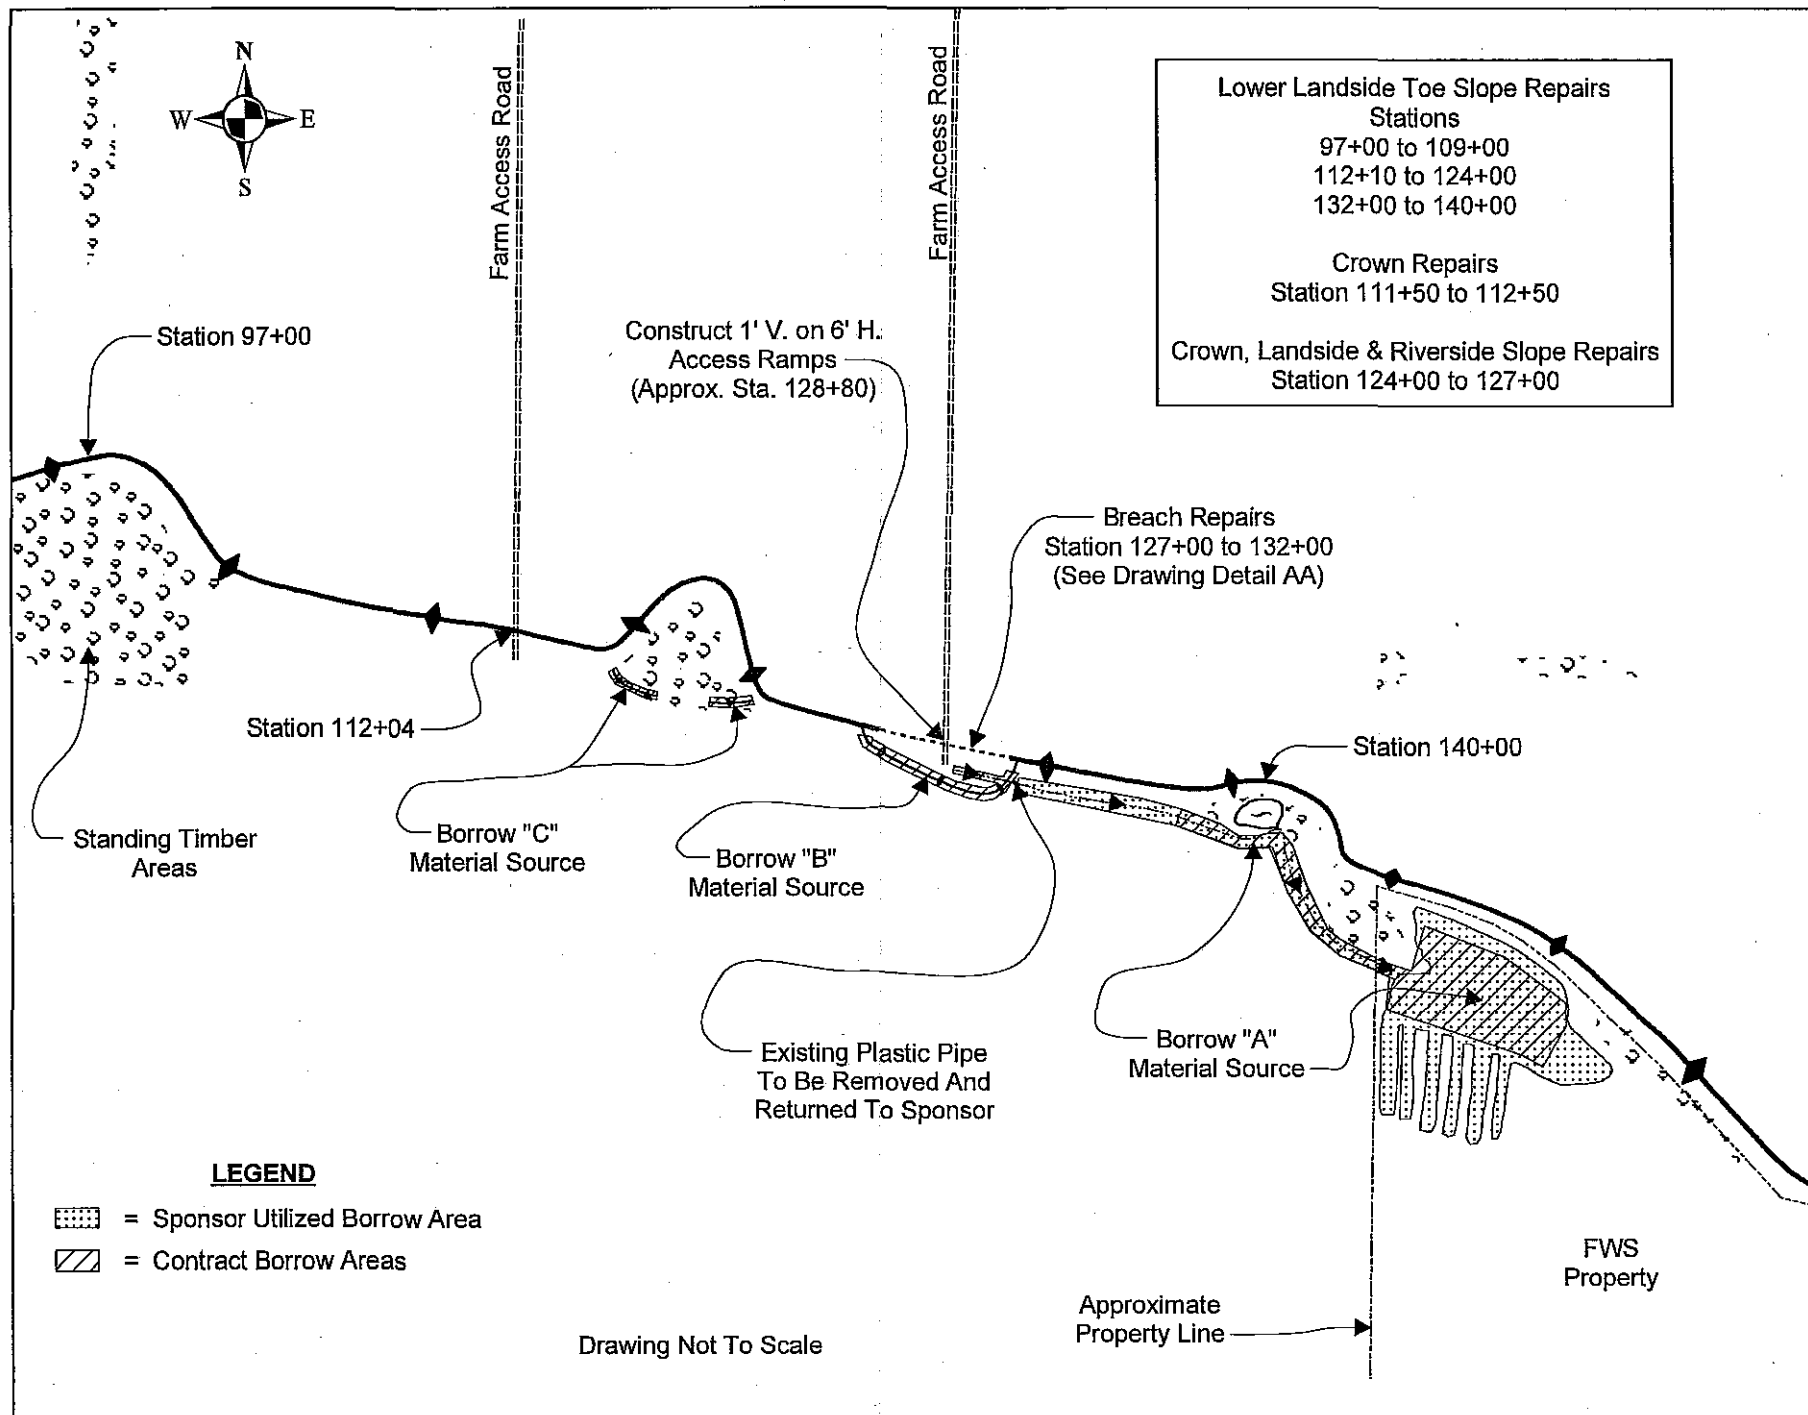 N
W
E
S
Farm Access Road
Farm Access Road
Lower Landside Toe Slope Repairs
Stations
97+00 to 109+00
112+10 to 124+00
132+00 to 140+00
Crown Repairs
Station 111+50 to 112+50
Crown, Landside & Riverside Slope Repairs
Station 124+00 to 127+00
Station 97+00
Construct 1' V. on 6' H.
Access Ramps
(Approx. Sta. 128+80)
Breach Repairs
Station 127+00 to 132+00
(See Drawing Detail AA)
Station 112+04
Station 140+00
Standing Timber
Areas
Borrow "C"
Material Source
Borrow "B"
Material Source
Existing Plastic Pipe
To Be Removed And
Returned To Sponsor
Borrow "A"
Material Source
LEGEND
= Sponsor Utilized Borrow Area
= Contract Borrow Areas
FWS
Property
Approximate
Property Line
Drawing Not To Scale